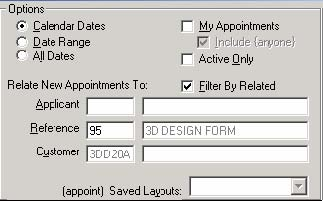 Options
Calendar Dates My Appointments
Date Range Include {anyone}
All Dates Active Only
Relate New Appointments To: Filter By Related
Applicant
Reference 95 3D DESIGN FORM
Customer 3DD20A
(appoint) Saved Layouts: